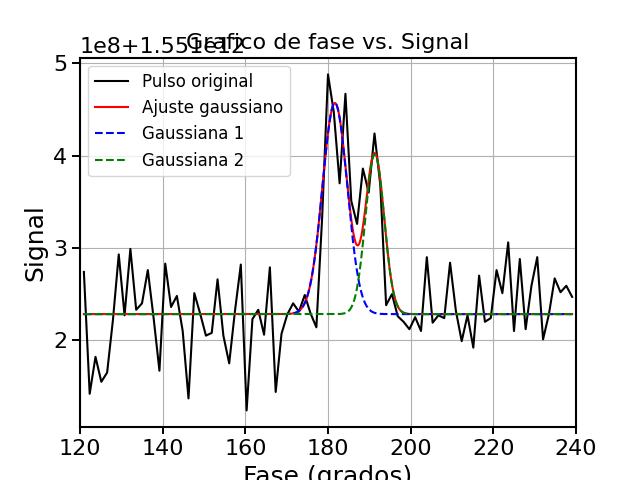 1e8+1.551e12
Grafico de fase vs. Signal
Pulso original
Ajuste gaussiano
Gaussiana 1
Gaussiana 2
Signal
5
4
3
2
120 140 160 180 200 220 240
Fase (grados)